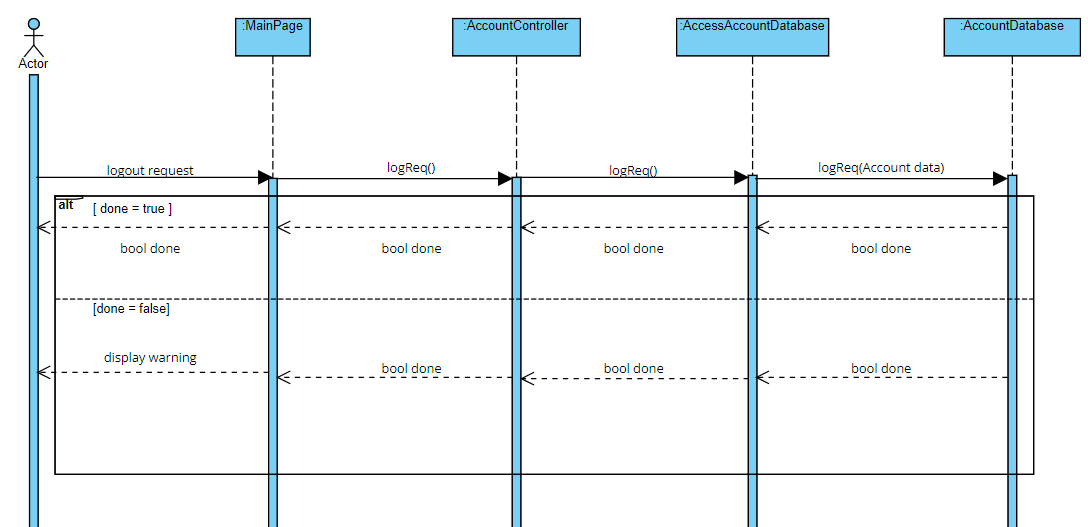 :MainPage
:AccountController
:AccessAccountDatabase
:AccountDatabase
Actor
logout request
logReq()
logReq()
logReq(Account data)
alt
[ done = true ]
bool done
bool done
bool done
bool done
[done = false]
display warning
bool done
bool done
bool done